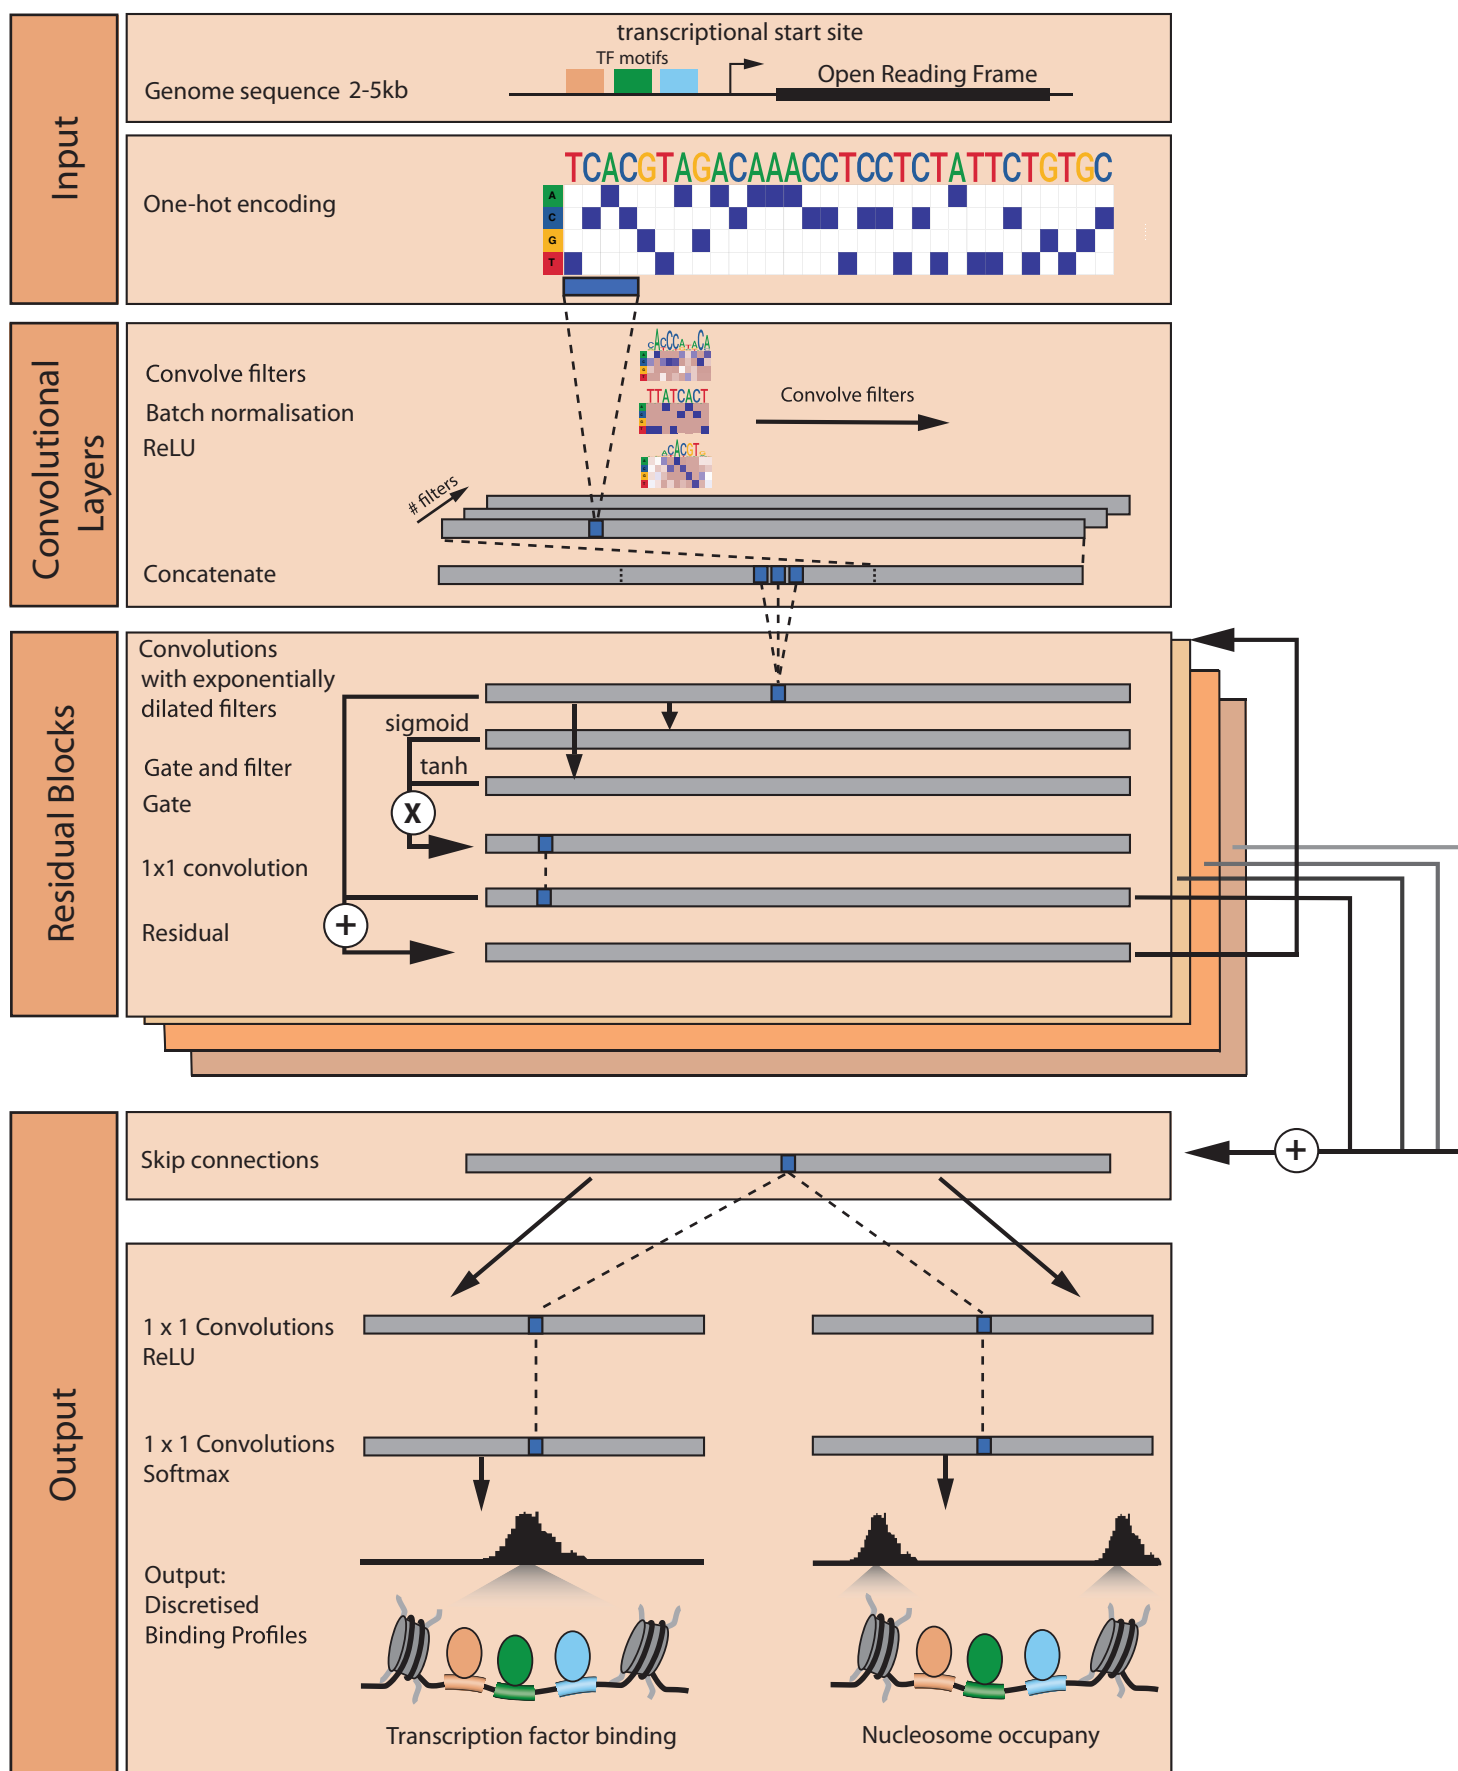 Input
transcriptional start site
TF motifs
Open Reading Frame
Genome sequence 2-5kb
TCACGTAGACAAACCTCCTCTATTCTGTGC
One-hot encoding
A
C
G
T
Convolutional
Layers
Convolve filters
Batch normalisation
ReLU
TTATCACT
Convolve filters
# filters
Concatenate
Residual Blocks
Convolutions
with exponentially
dilated filters
sigmoid
tanh
Gate and filter
Gate
X
1x1 convolution
+
Residual
Output
Skip connections
+
1 x 1 Convolutions
ReLU
1 x 1 Convolutions
Softmax
Output:
Discretised
Binding Profiles
Transcription factor binding
Nucleosome occupany